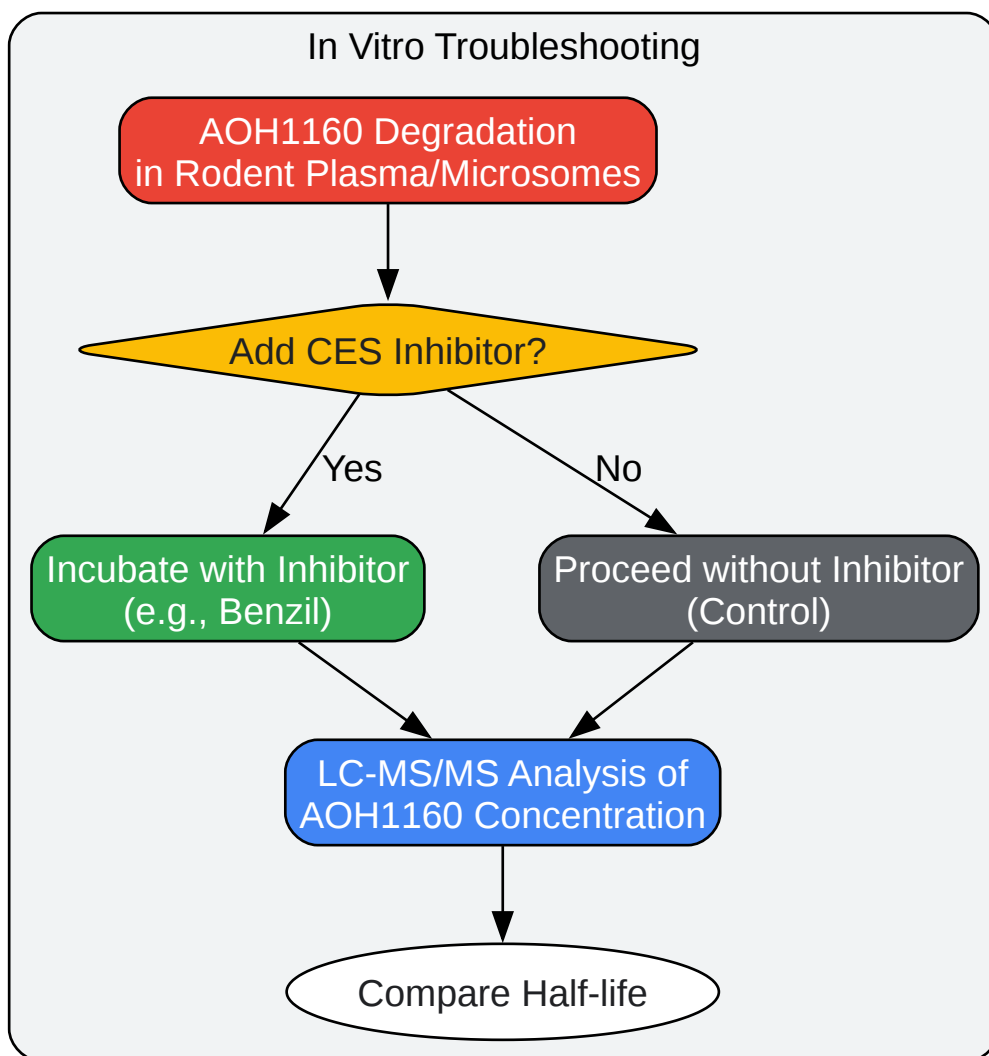 In Vitro Troubleshooting
AOH1160 Degradation
in Rodent Plasma/Microsomes
Add CES Inhibitor?
Yes
No
Incubate with Inhibitor
(e.g., Benzil)
Proceed without Inhibitor
(Control)
LC-MS/MS Analysis of
AOH1160 Concentration
Compare Half-life